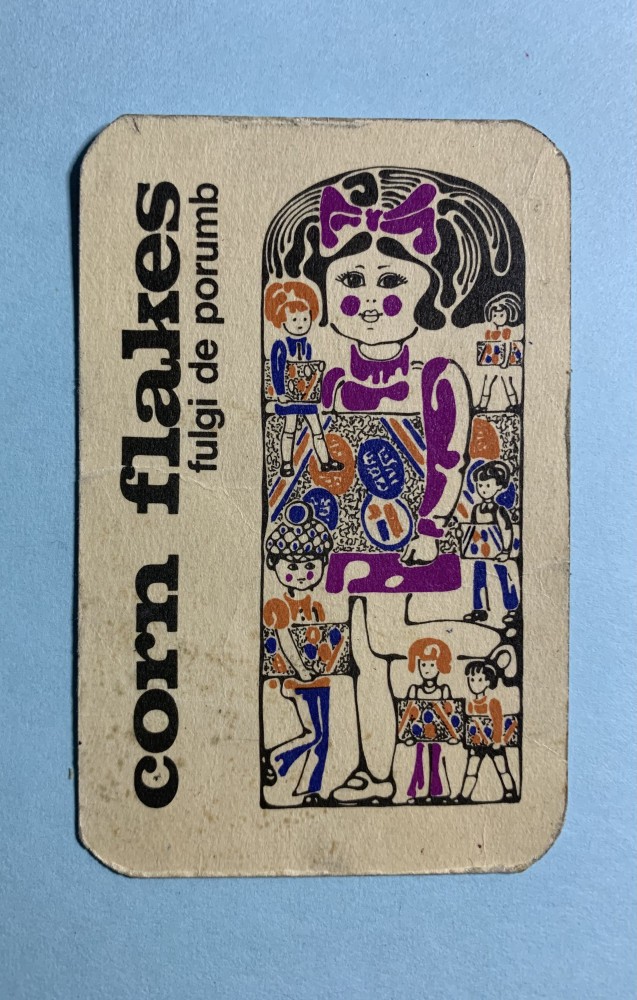 corn flakes
fulgi de porumb